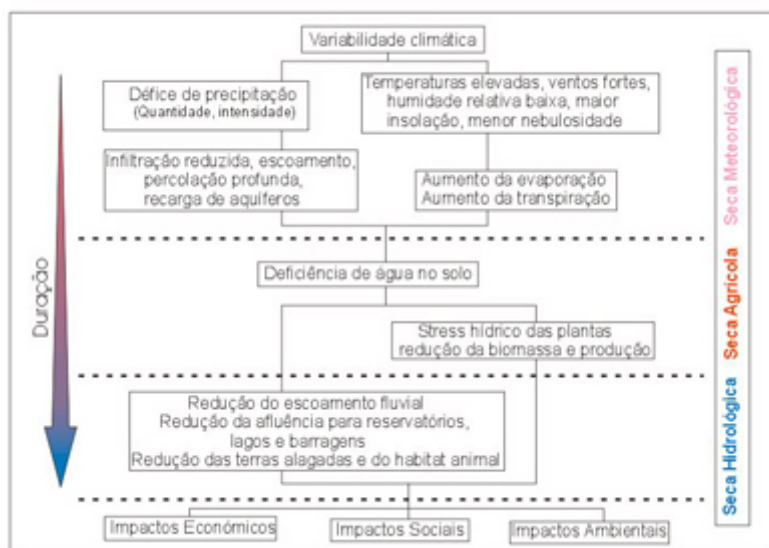 Variabilidade climática
Défice de precipitação
(Quantidade, intensidade)
Temperaturas elevadas, ventos fortes,
humidade relativa baixa, maior
insolação, menor nebulosidade
Infiltração reduzida, escoamento,
percolação profunda,
recarga de aquíferos
Aumento da evaporação
Aumento da transpiração
Deficiência de água no solo
Stress hídrico das plantas
redução da biomassa e produção
Redução do escoamento fluvial
Redução da afluência para reservatórios,
lagos e barragens
Redução das terras alagadas e do habitat animal
Impactos Económicos
Impactos Sociais
Impactos Ambientais
Duração
Seca Meteorológica
Seca Agrícola
Seca Hidrológica